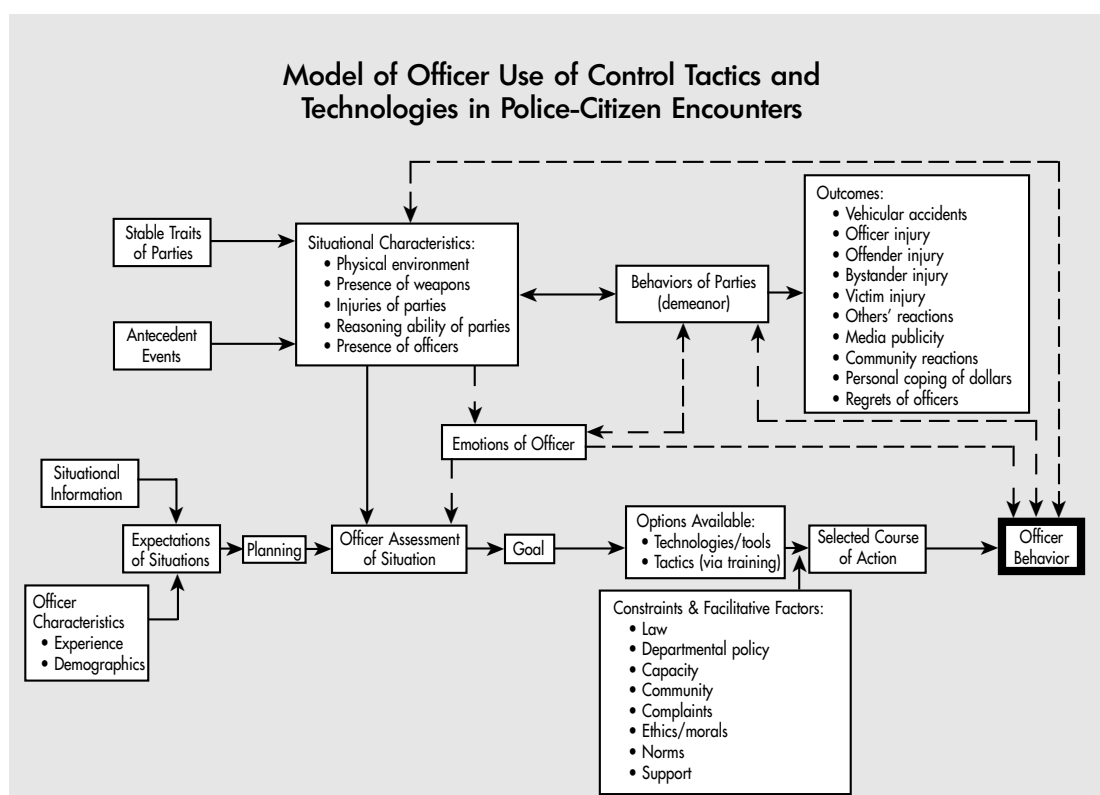 Model of Officer Use of Control Tactics and
Technologies in Police-Citizen Encounters
Stable Traits
of Parties
Antecedent
Events
Situational Characteristics:
• Physical environment
• Presence of weapons
• Injuries of parties
• Reasoning ability of parties
• Presence of officers
Behaviors of Parties
(demeanor)
Outcomes:
• Vehicular accidents
• Officer injury
• Offender injury
• Bystander injury
• Victim injury
• Others' reactions
• Media publicity
• Community reactions
• Personal coping of dollars
• Regrets of officers
Emotions of Officer
Situational
Information
Expectations
of Situations
Officer
Characteristics
• Experience
• Demographics
Planning
Officer Assessment
of Situation
Goal
Options Available:
• Technologies/tools
• Tactics (via training)
Constraints & Facilitative Factors:
• Law
• Departmental policy
• Capacity
• Community
• Complaints
• Ethics/morals
• Norms
• Support
Selected Course
of Action
Officer
Behavior